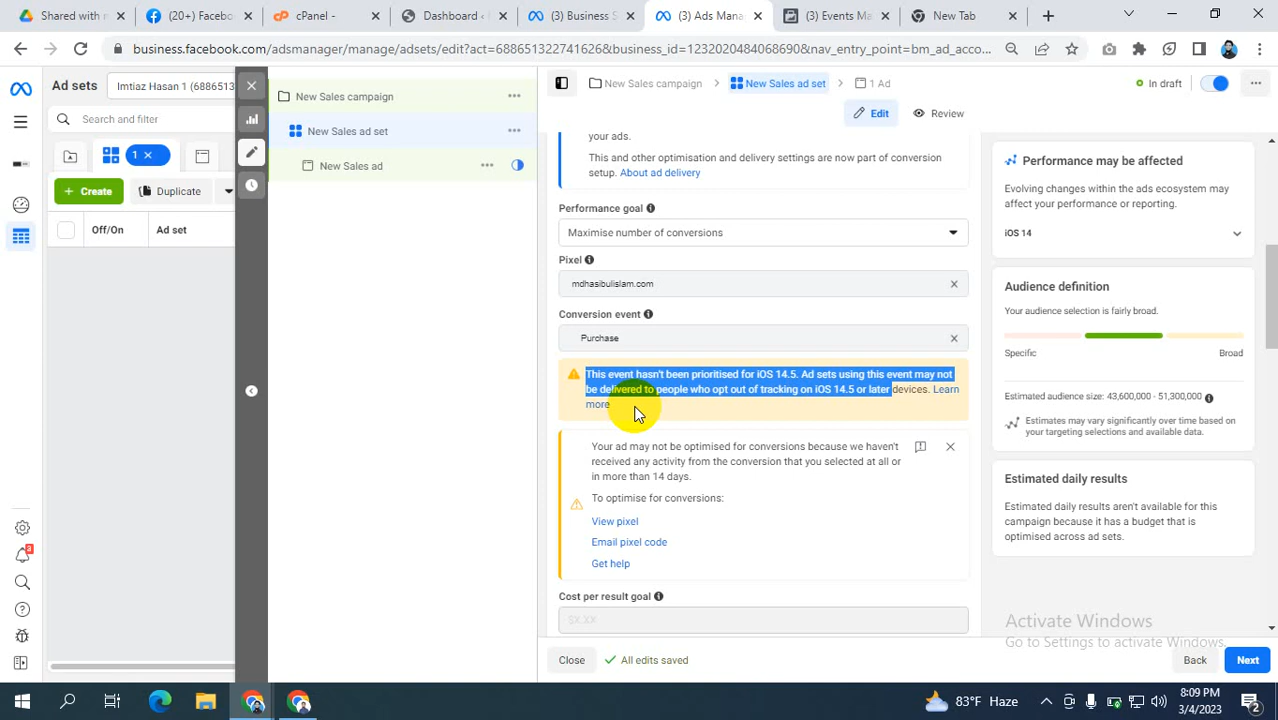 Shared with m
(20+) Faceboo
cPanel -
Dashboard ‹
(3) Business S
(3) Ads Mana
(3) Events Ma
New Tab
business.facebook.com/adsmanager/manage/adsets/edit?act=688651322741626&business_id=1232020484068690&nav_entry_point=bm_ad_acco...
Ad sets
Imtiaz Hasan 1 (68865132
Search and filter
1
Create
Duplicate
Off/On
Ad set
New Sales campaign
New Sales ad set
New Sales ad
New Sales campaign
New Sales ad set
1 Ad
In draft
Edit
Review
your ads.
This and other optimisation and delivery settings are now part of conversion
setup. About ad delivery
Performance goal
Maximise number of conversions
Pixel
mdhasibulislam.com
Conversion event
Purchase
This event hasn't been prioritised for iOS 14.5. Ad sets using this event may not
be delivered to people who opt out of tracking on iOS 14.5 or later devices. Learn
more
Your ad may not be optimised for conversions because we haven't
received any activity from the conversion that you selected at all or
in more than 14 days.
To optimise for conversions:
View pixel
Email pixel code
Get help
Cost per result goal
$X.XX
Close
All edits saved
Back
Next
Performance may be affected
Evolving changes within the ads ecosystem may
affect your performance or reporting.
iOS 14
Audience definition
Your audience selection is fairly broad.
Specific
Broad
Estimated audience size: 43,600,000 - 51,300,000
Estimates may vary significantly over time based on
your targeting selections and available data.
Estimated daily results
Estimated daily results aren't available for this
campaign because it has a budget that is
optimised across ad sets.
Activate Windows
Go to Settings to activate Windows.
83°F Haze
8:09 PM
3/4/2023
2